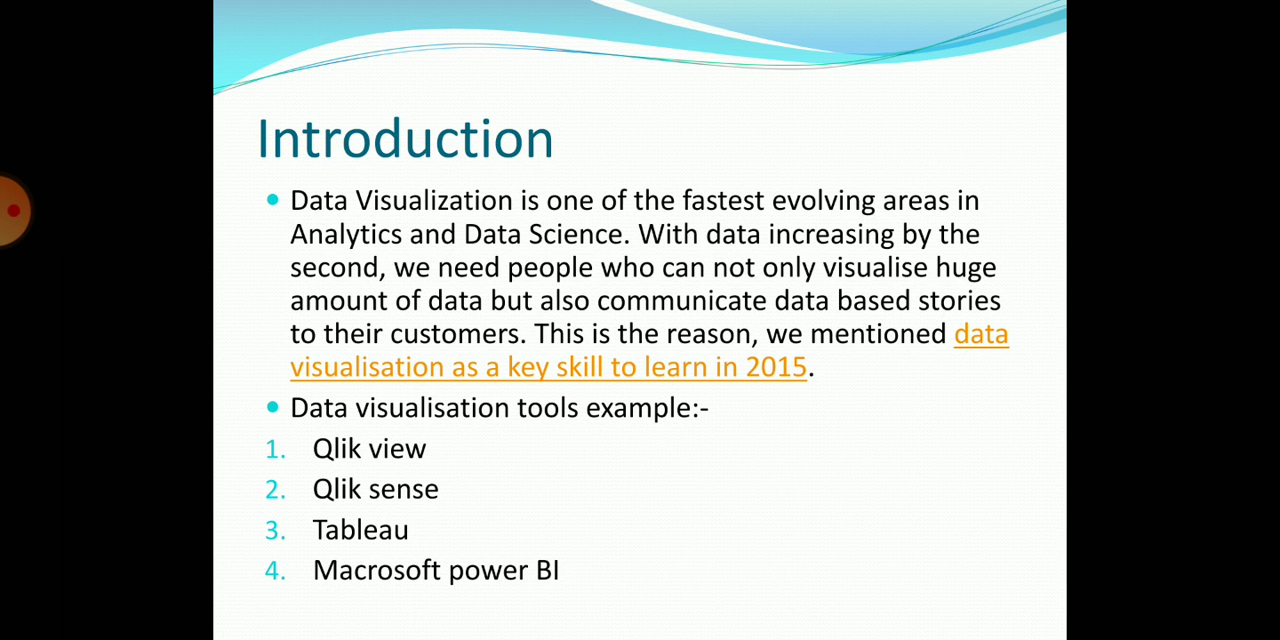 Introduction
• Data Visualization is one of the fastest evolving areas in
Analytics and Data Science. With data increasing by the
second, we need people who can not only visualise huge
amount of data but also communicate data based stories
to their customers. This is the reason, we mentioned data
visualisation as a key skill to learn in 2015.
• Data visualisation tools example:-
1. Qlik view
2. Qlik sense
3. Tableau
4. Macrosoft power BI